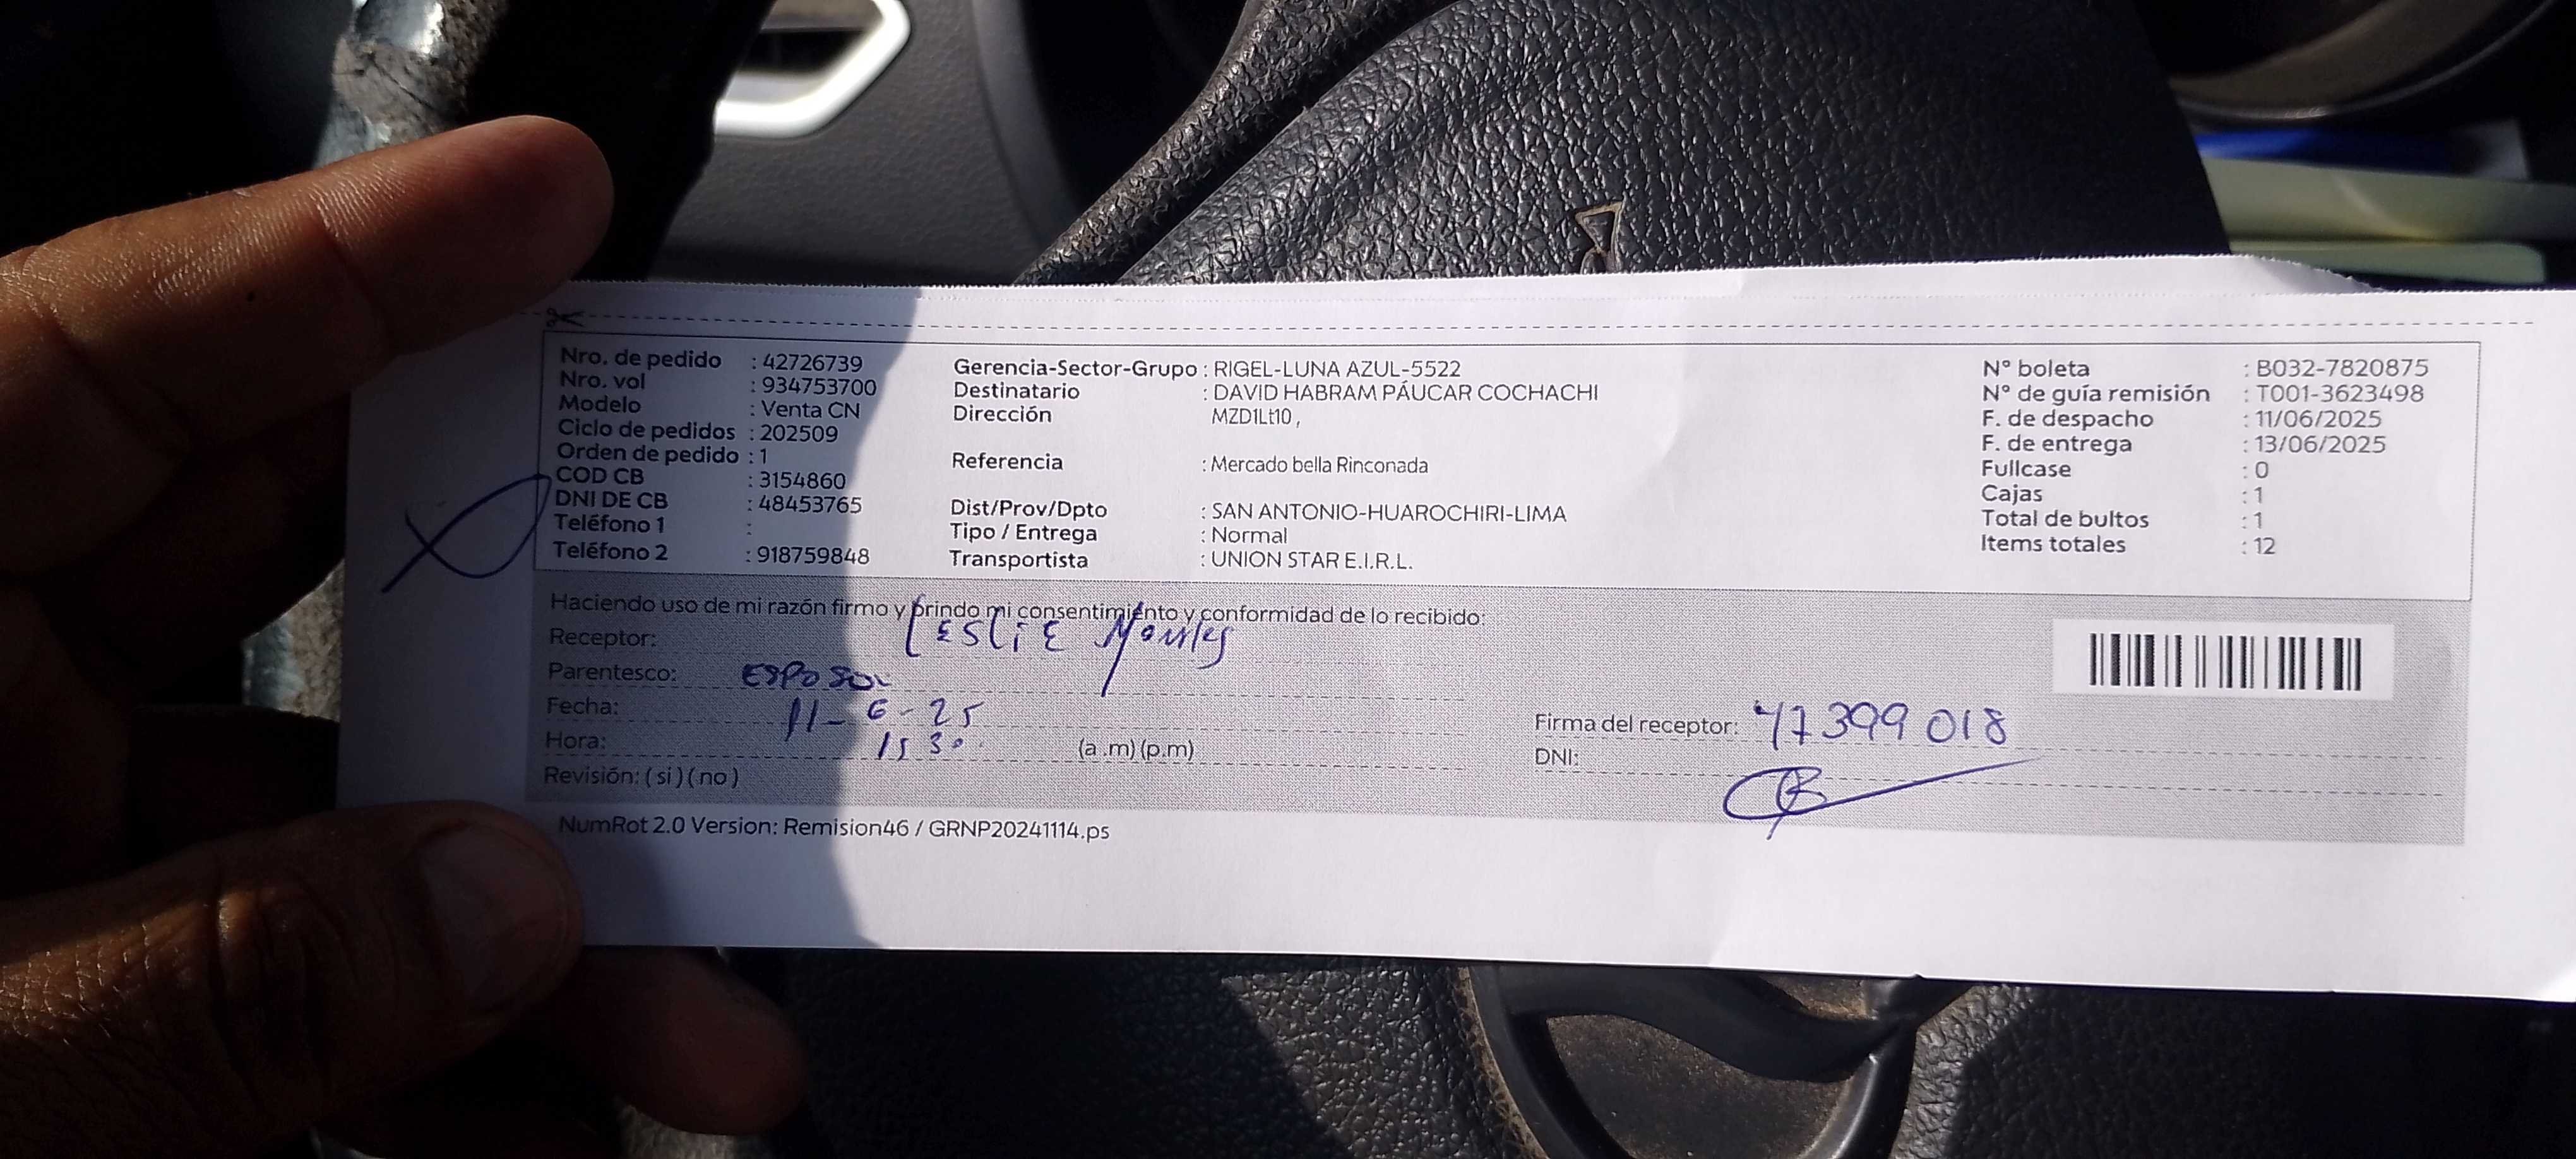 Nro. de pedido : 42726739
Nro. vol : 934753700
Modelo : Venta CN
Ciclo de pedidos : 202509
Orden de pedido : 1
COD CB : 3154860
DNI DE CB : 48453765
Teléfono 1 :
Teléfono 2 : 918759848
Gerencia-Sector-Grupo : RIGEL-LUNA AZUL-5522
Destinatario : DAVID HABRAM PÁUCAR COCHACHI
Dirección MZD1Lt10 ,
Referencia : Mercado bella Rinconada
Dist/Prov/Dpto : SAN ANTONIO-HUAROCHIRI-LIMA
Tipo / Entrega : Normal
Transportista : UNION STAR E.I.R.L.
N° boleta : B032-7820875
N° de guía remisión : T001-3623498
F. de despacho : 11/06/2025
F. de entrega : 13/06/2025
Fullcase : 0
Cajas : 1
Total de bultos : 1
Items totales : 12
Haciendo uso de mi razón firmo y brindo mi consentimiento y conformidad de lo recibido:
Receptor: LESLIE
Parentesco: ESPOSO
Fecha: 11-6-25
Hora: 15 30 (a .m) (p.m)
Revisión: ( si ) ( no )
Firma del receptor: 47399018
DNI:
NumRot 2.0 Version: Remision46 / GRNP20241114.ps